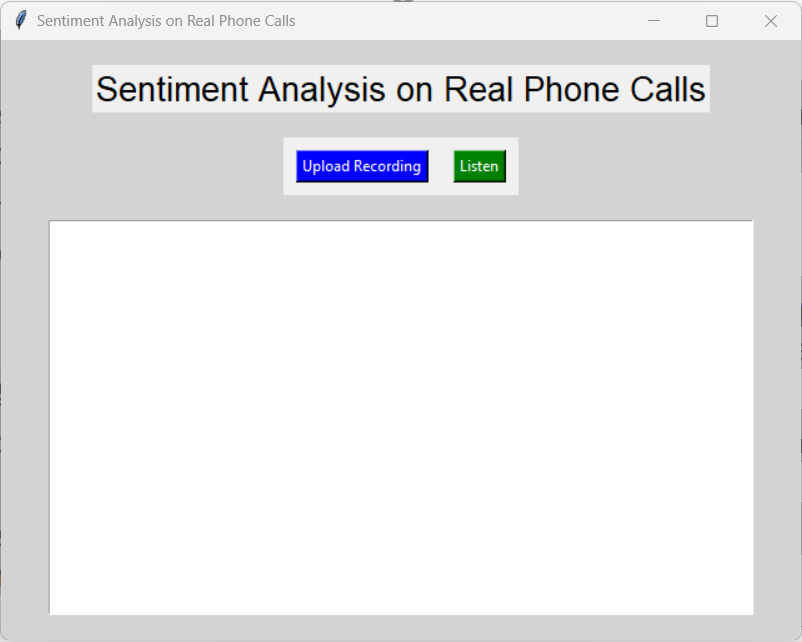 Sentiment Analysis on Real Phone Calls
Sentiment Analysis on Real Phone Calls
Upload Recording Listen